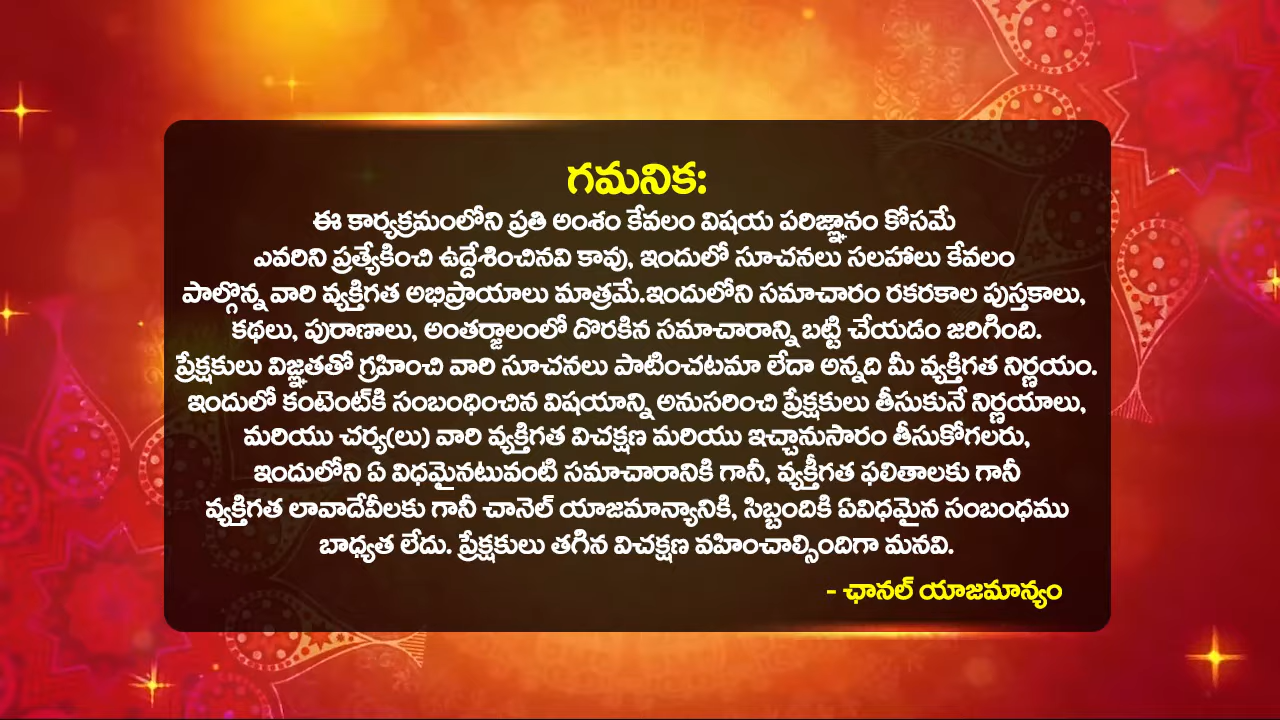 గమనిక:
ఈ కార్యక్రమంలోని ప్రతి అంశం కేవలం విషయ పరిజ్ఞానం కోసమే
ఎవరిని ప్రత్యేకించి ఉద్దేశించినవి కావు, ఇందులో సూచనలు సలహాలు కేవలం
పాల్గొన్న వారి వ్యక్తిగత అభిప్రాయాలు మాత్రమే.ఇందులోని సమాచారం రకరకాల పుస్తకాలు,
కథలు, పురాణాలు, అంతర్జాలంలో దొరకిన సమాచారాన్ని బట్టి చేయడం జరిగింది.
ప్రేక్షకులు విజ్ఞతతో గ్రహించి వారి సూచనలు పాటించటమా లేదా అన్నది మీ వ్యక్తిగత నిర్ణయం.
ఇందులో కంటెంట్‌కి సంబంధించిన విషయాన్ని అనుసరించి ప్రేక్షకులు తీసుకునే నిర్ణయాలు,
మరియు చర్య(లు) వారి వ్యక్తిగత విచక్షణ మరియు ఇచ్చానుసారం తీసుకోగలరు,
ఇందులోని ఏ విధమైనటువంటి సమాచారానికి గానీ, వ్యక్తీగత ఫలితాలకు గానీ
వ్యక్తిగత లావాదేవీలకు గానీ చానెల్ యాజమాన్యానికి, సిబ్బందికి ఏవిధమైన సంబంధము
బాధ్యత లేదు. ప్రేక్షకులు తగిన విచక్షణ వహించాల్సిందిగా మనవి.
- ఛానల్ యాజమాన్యం